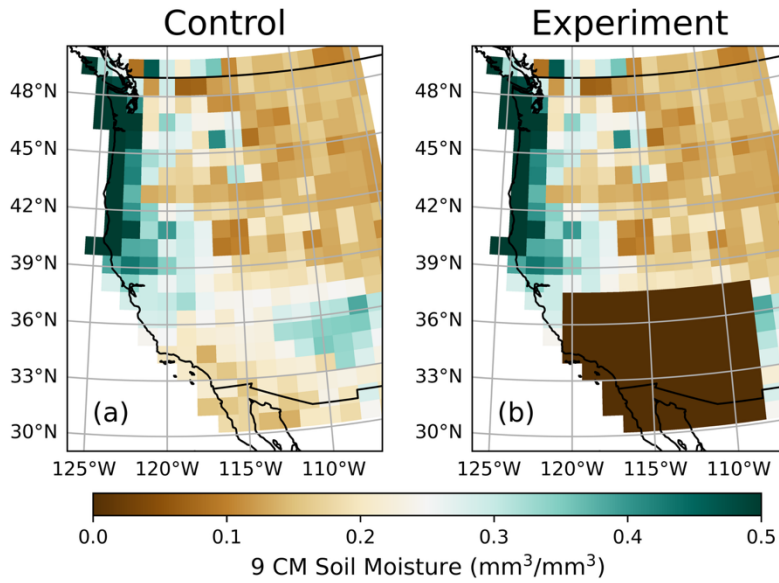 Control
Experiment
48°N
45°N
42°N
39°N
36°N
33°N
30°N
(a)
125°W 120°W 115°W 110°W
48°N
45°N
42°N
39°N
36°N
33°N
30°N
(b)
125°W 120°W 115°W 110°W
0.0 0.1 0.2 0.3 0.4 0.5
9 CM Soil Moisture (mm³/mm³)